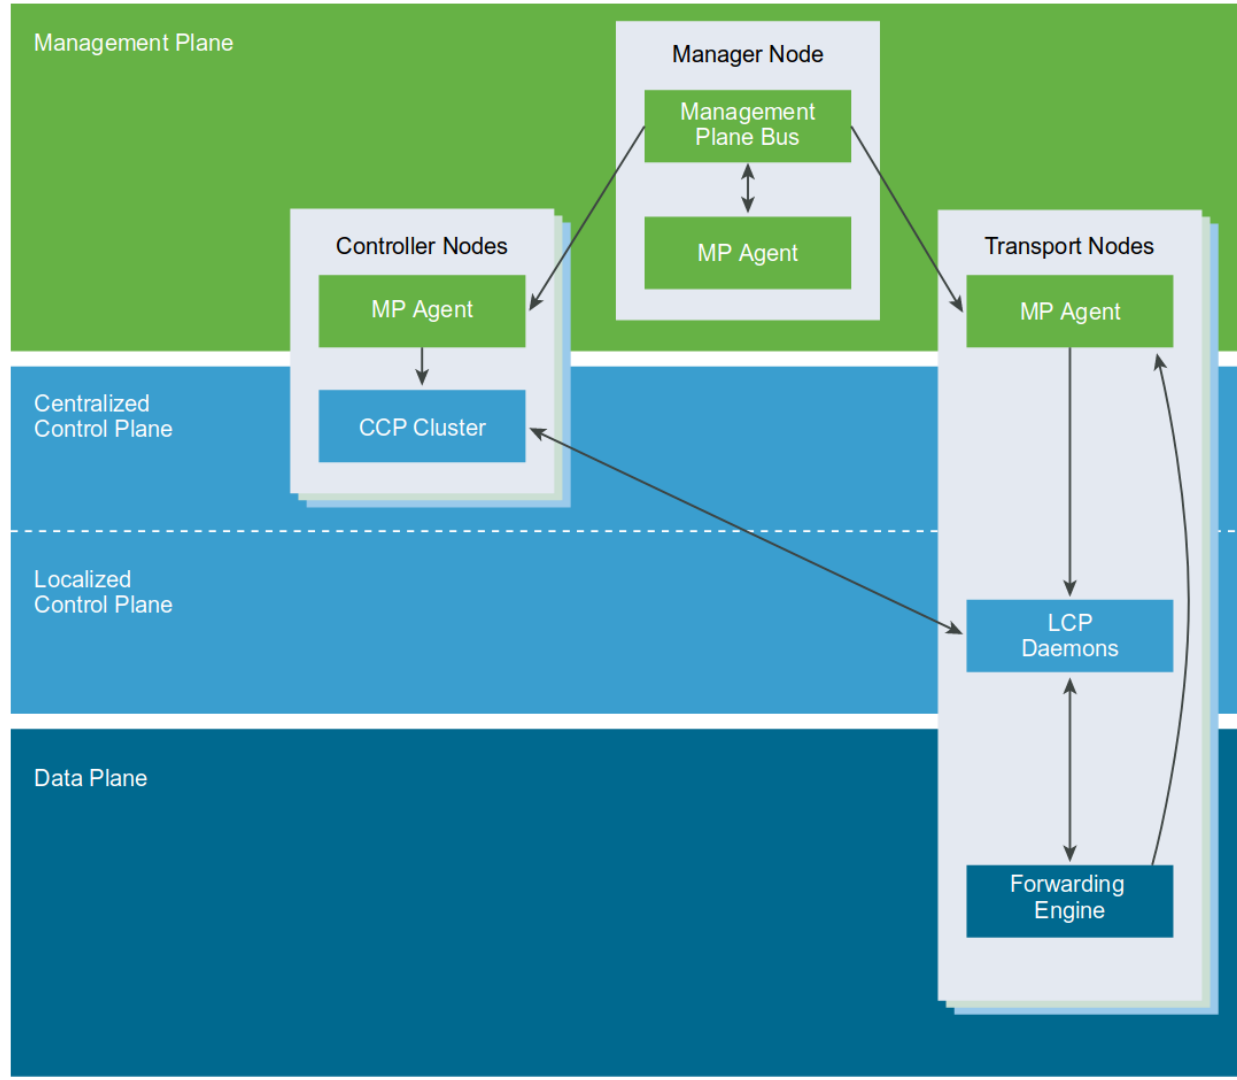 Management Plane
Manager Node
Management
Plane Bus
MP Agent
Controller Nodes
MP Agent
Transport Nodes
MP Agent
Centralized
Control Plane
CCP Cluster
Localized
Control Plane
LCP
Daemons
Data Plane
Forwarding
Engine